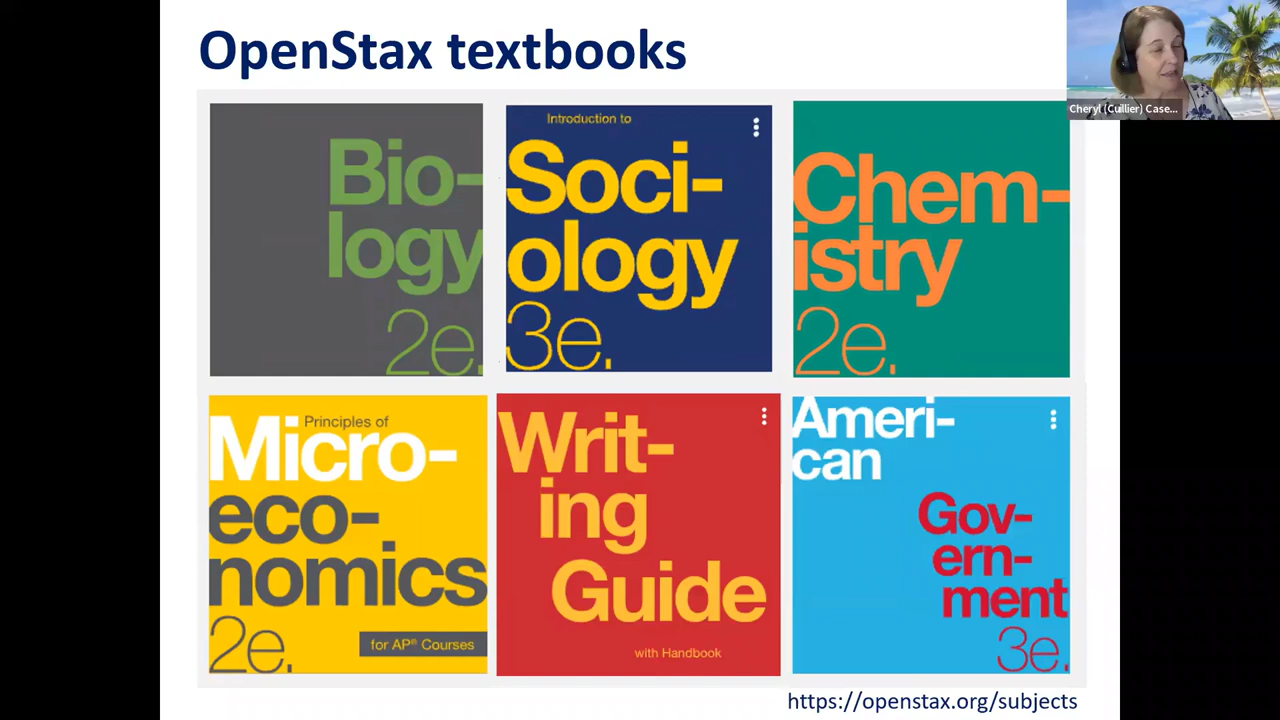 OpenStax textbooks
Cheryl (Cullier) Case...
Bio-
logy
2e.
Introduction to
Soci-
ology
3e.
Chem-
istry
2e.
Principles of
Micro-
eco-
nomics
2e.
for AP® Courses
Writ-
ing
Guide
with Handbook
Ameri-
can
Gov-
ern-
ment
3e.
https://openstax.org/subjects